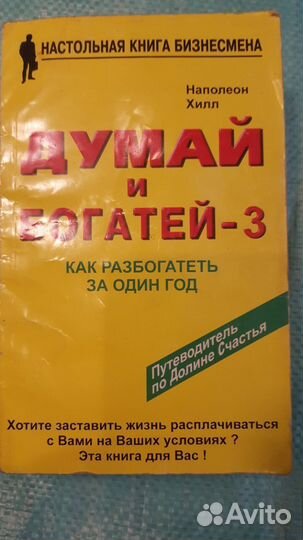 НАСТОЛЬНАЯ КНИГА БИЗНЕСМЕНА
Наполеон
Хилл
ДУМАЙ
и
БОГАТЕЙ-3
КАК РАЗБОГАТЕТЬ
ЗА ОДИН ГОД
Путеводитель
по Долине Счастья
Хотите заставить жизнь расплачиваться
с Вами на Ваших условиях ?
Эта книга для Вас !
Avito